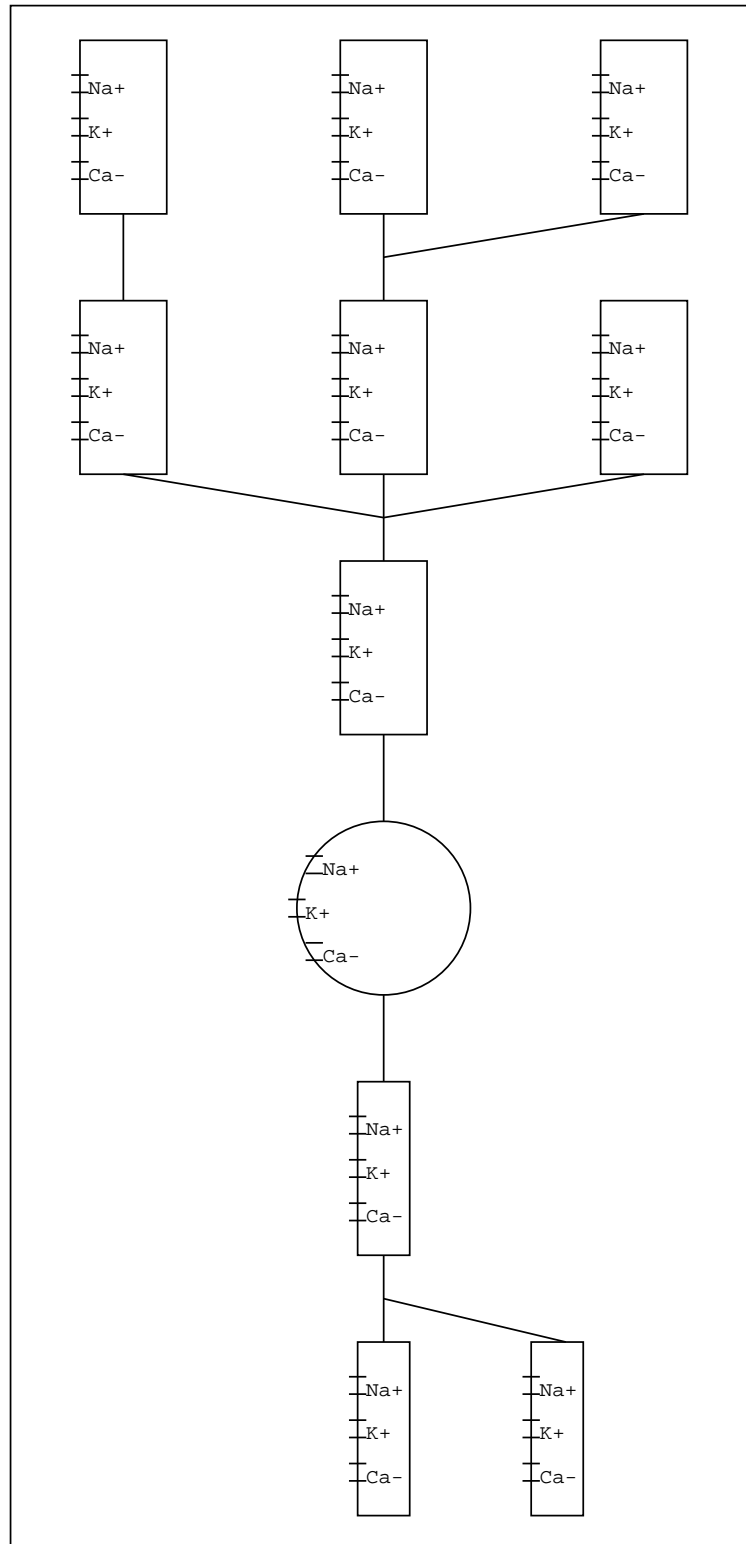 Na+ Na+ Na+
K+ K+ K+
Ca- Ca- Ca-
Na+ Na+ Na+
K+ K+ K+
Ca- Ca- Ca-
Na+
K+
Ca-
Na+
K+
Ca-
Na+
K+
Ca-
Na+ Na+
K+ K+
Ca- Ca-